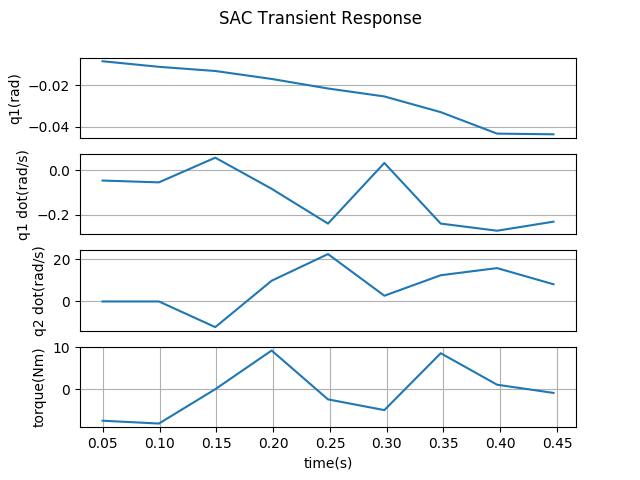 SAC Transient Response
q1(rad)
−0.02
−0.04
q1 dot(rad/s)
0.0
−0.2
q2 dot(rad/s)
20
0
torque(Nm)
10
0
0.05 0.10 0.15 0.20 0.25 0.30 0.35 0.40 0.45
time(s)